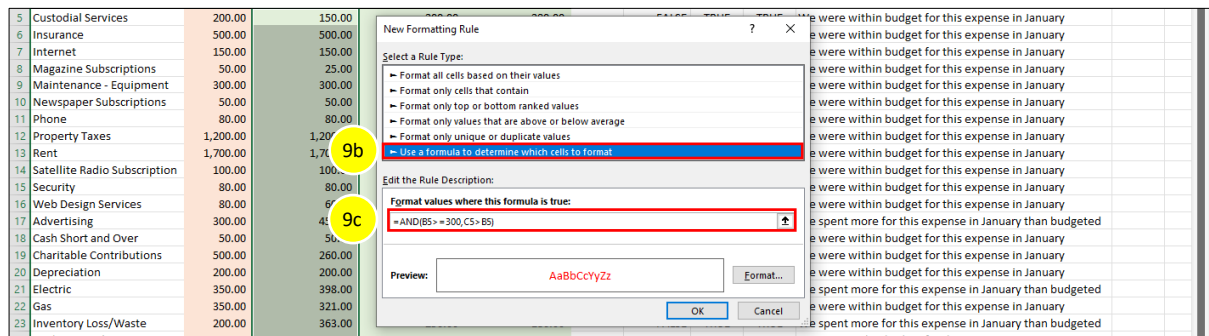 5 Custodial Services 200.00 150.00 200.00 200.00 FALSE TRUE TRUE We were within budget for this expense in January
New Formatting Rule ? ×
6 Insurance 500.00 500.00 e were within budget for this expense in January
7 Internet 150.00 150.00 e were within budget for this expense in January
Select a Rule Type:
8 Magazine Subscriptions 50.00 25.00 e were within budget for this expense in January
► Format all cells based on their values
9 Maintenance - Equipment 300.00 300.00 e were within budget for this expense in January
► Format only cells that contain
10 Newspaper Subscriptions 50.00 50.00 e were within budget for this expense in January
► Format only top or bottom ranked values
11 Phone 80.00 80.00 e were within budget for this expense in January
► Format only values that are above or below average
12 Property Taxes 1,200.00 1,20 e were within budget for this expense in January
► Format only unique or duplicate values
13 Rent 1,700.00 1,70 e were within budget for this expense in January
9b ► Use a formula to determine which cells to format
14 Satellite Radio Subscription 100.00 100. e were within budget for this expense in January
15 Security 80.00 80.00 e were within budget for this expense in January
Edit the Rule Description:
16 Web Design Services 80.00 6 e were within budget for this expense in January
Format values where this formula is true:
17 Advertising 300.00 45 e spent more for this expense in January than budgeted
9c =AND(B5>=300,C5>B5)
18 Cash Short and Over 50.00 50. e were within budget for this expense in January
19 Charitable Contributions 500.00 260.00 e were within budget for this expense in January
20 Depreciation 200.00 200.00 e were within budget for this expense in January
Preview: AaBbCcYyZz Format...
21 Electric 350.00 398.00 e spent more for this expense in January than budgeted
22 Gas 350.00 321.00 e were within budget for this expense in January
OK Cancel
23 Inventory Loss/Waste 200.00 363.00 e spent more for this expense in January than budgeted